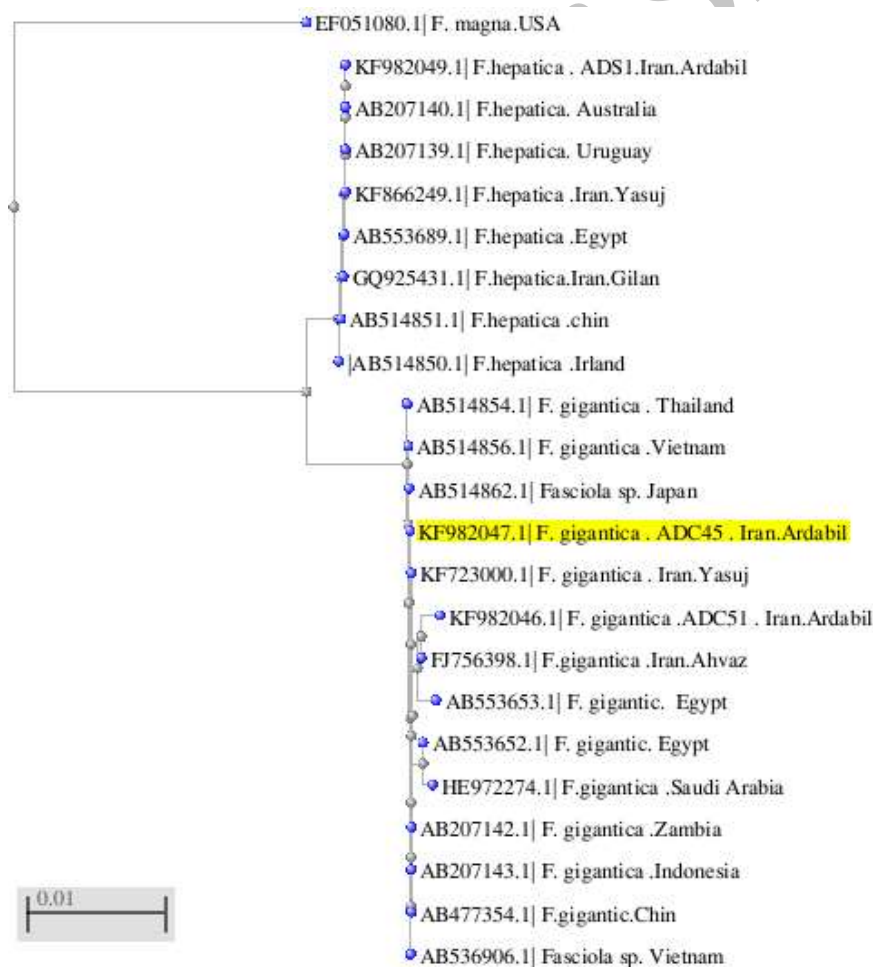 EF051080.1| F. magna.USA
KF982049.1| F.hepatica . ADS1.Iran.Ardabil
AB207140.1| F.hepatica. Australia
AB207139.1| F.hepatica. Uruguay
KF866249.1| F.hepatica .Iran.Yasuj
AB553689.1| F.hepatica .Egypt
GQ925431.1| F.hepatica.Iran.Gilan
AB514851.1| F.hepatica .chin
|AB514850.1| F.hepatica .Irland
AB514854.1| F. gigantica . Thailand
AB514856.1| F. gigantica .Vietnam
AB514862.1| Fasciola sp. Japan
KF982047.1| F. gigantica . ADC45 . Iran.Ardabil
KF723000.1| F. gigantica . Iran.Yasuj
KF982046.1| F. gigantica .ADC51 . Iran.Ardabil
FJ756398.1| F.gigantica .Iran.Ahvaz
AB553653.1| F. gigantic. Egypt
AB553652.1| F. gigantic. Egypt
HE972274.1| F.gigantica .Saudi Arabia
AB207142.1| F. gigantica .Zambia
AB207143.1| F. gigantica .Indonesia
AB477354.1| F.gigantic.Chin
AB536906.1| Fasciola sp. Vietnam
0.01